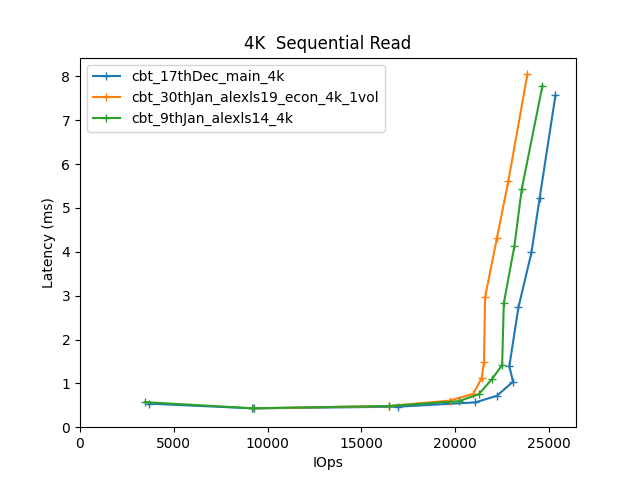 4K  Sequential Read
cbt_17thDec_main_4k
cbt_30thJan_alexls19_econ_4k_1vol
cbt_9thJan_alexls14_4k
Latency (ms)
8
7
6
5
4
3
2
1
0
0 5000 10000 15000 20000 25000
IOps